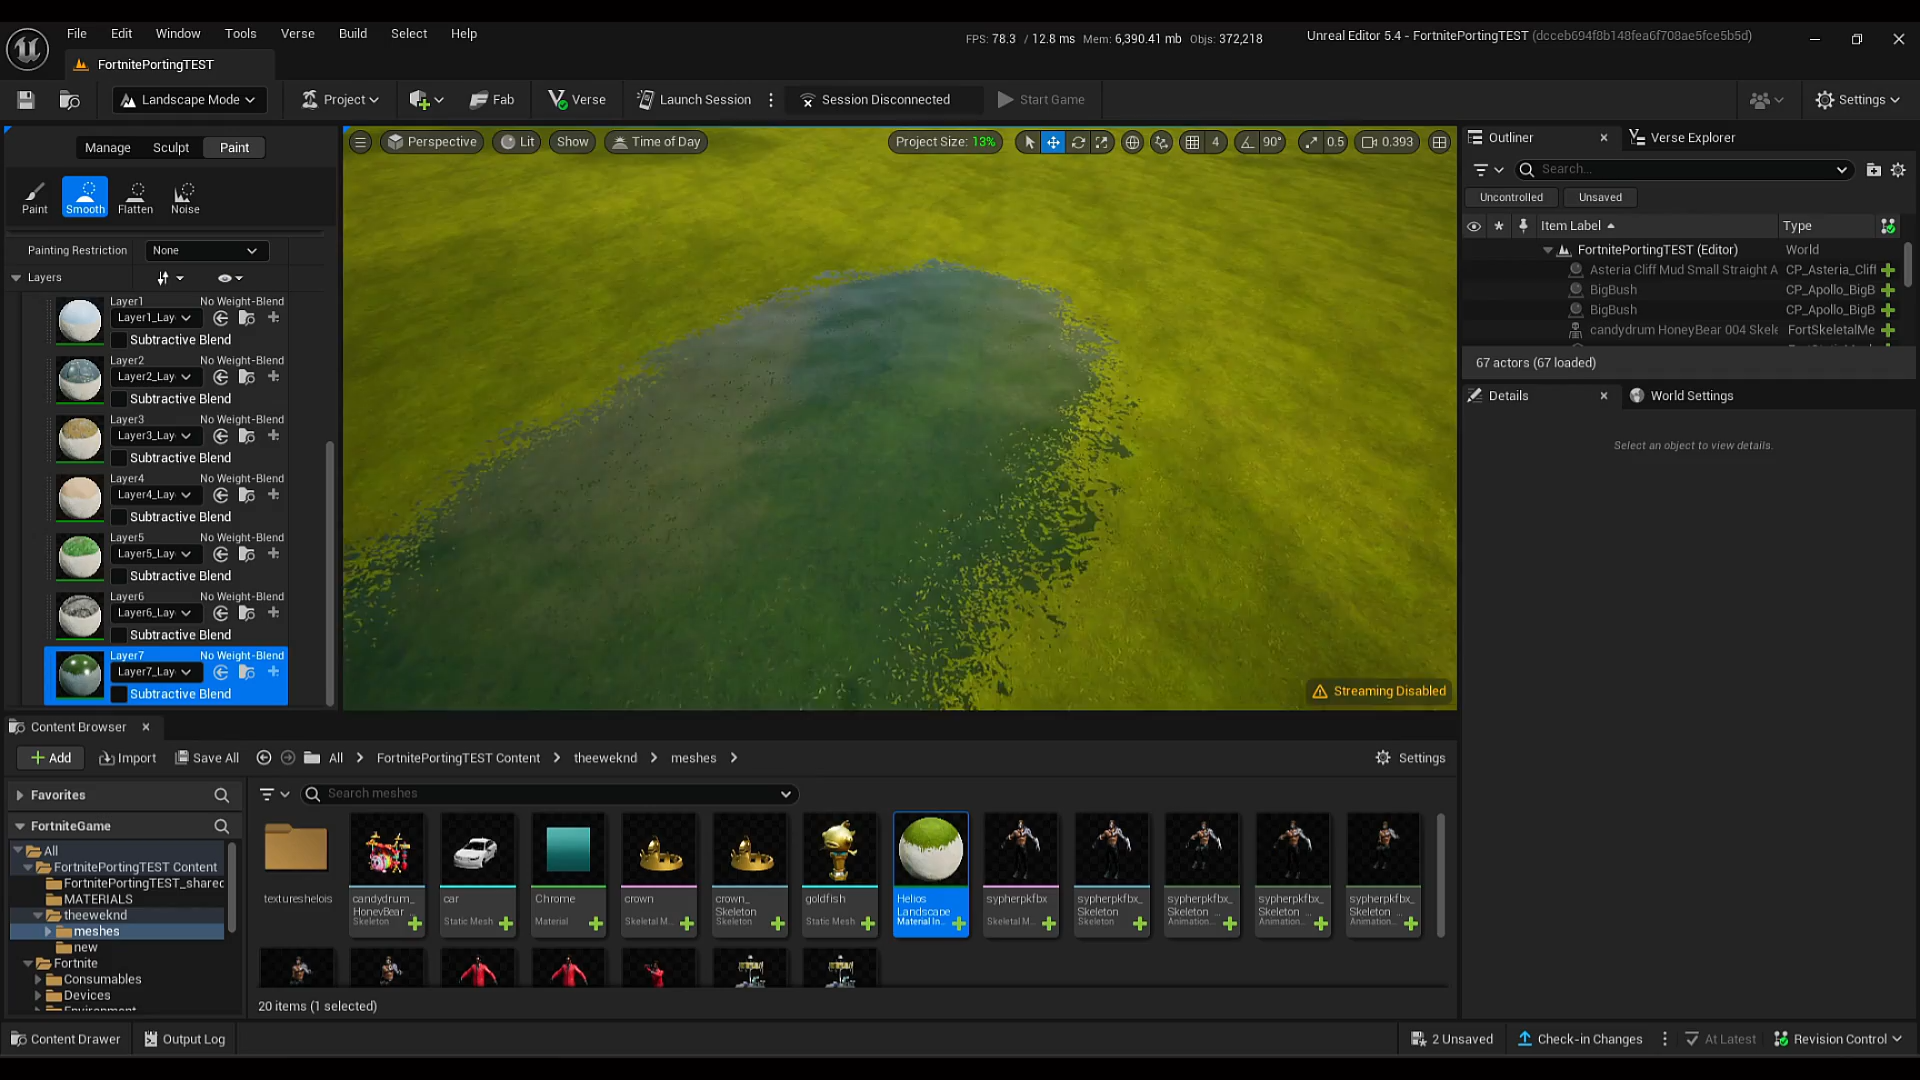 File Edit Window Tools Verse Build Select Help
FPS: 78.3 / 12.8 ms Mem: 6,390.41 mb Objs: 372,218
Unreal Editor 5.4 - FortnitePortingTEST (dcceb694f8b148fea6f708ae5fce5b5d)
FortnitePortingTEST
Landscape Mode Project Fab Verse Launch Session Session Disconnected Start Game Settings
Manage Sculpt Paint
Paint Smooth Flatten Noise
Painting Restriction None
Layers
Layer1 No Weight-Blend
Layer1_Lay
Subtractive Blend
Layer2 No Weight-Blend
Layer2_Lay
Subtractive Blend
Layer3 No Weight-Blend
Layer3_Lay
Subtractive Blend
Layer4 No Weight-Blend
Layer4_Lay
Subtractive Blend
Layer5 No Weight-Blend
Layer5_Lay
Subtractive Blend
Layer6 No Weight-Blend
Layer6_Lay
Subtractive Blend
Layer7 No Weight-Blend
Layer7_Lay
Subtractive Blend
Perspective Lit Show Time of Day Project Size: 13% 4 90° 0.5 0.393
Streaming Disabled
Outliner Verse Explorer
Search...
Uncontrolled Unsaved
Item Label Type
FortnitePortingTEST (Editor) World
Asteria Cliff Mud Small Straight A CP_Asteria_Cliff
BigBush CP_Apollo_BigB
BigBush CP_Apollo_BigB
candydrum HoneyBear 004 Skele FortSkeletalMe
67 actors (67 loaded)
Details World Settings
Select an object to view details.
Content Browser
Add Import Save All All FortnitePortingTEST Content theeweknd meshes Settings
Favorites
FortniteGame
All
FortnitePortingTEST Content
FortnitePortingTEST_shared
MATERIALS
theeweknd
meshes
new
Fortnite
Consumables
Devices
Search meshes
textureshelois
candydrum_
HoneyBear
Skeleton
car
Static Mesh
Chrome
Material
crown
Skeletal M...
crown_
Skeleton
Skeleton
goldfish
Static Mesh
Helios
Landscape
Material In...
sypherpkfbx
Skeletal M...
sypherpkfbx_
Skeleton
Skeleton
sypherpkfbx_
Skeleton ...
Animation...
sypherpkfbx_
Skeleton ...
Animation...
sypherpkfbx_
Skeleton ...
Animation...
20 items (1 selected)
Content Drawer Output Log 2 Unsaved Check-in Changes At Latest Revision Control